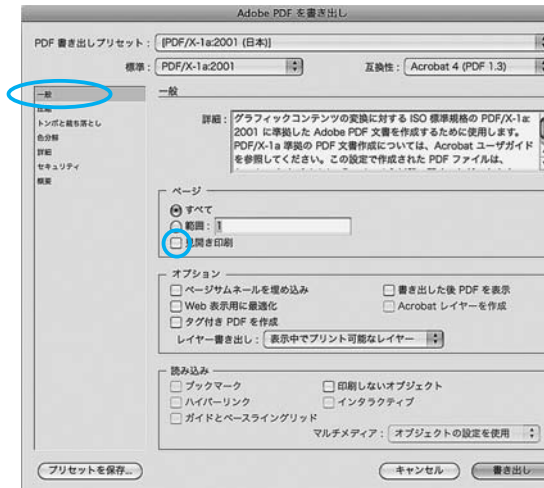 Adobe PDF を書き出し
PDF 書き出しプリセット： [PDF/X-1a:2001 (日本)]
標準： PDF/X-1a:2001 互換性： Acrobat 4 (PDF 1.3)
一般
トンボと裁ち落とし
色分解
詳細
セキュリティ
概要
一般
詳細： グラフィックコンテンツの変換に対する ISO 標準規格の PDF/X-1a:
2001 に準拠した Adobe PDF 文書を作成するために使用します。
PDF/X-1a 準拠の PDF 文書作成については、Acrobat ユーザガイド
を参照してください。この設定で作成された PDF ファイルは、
ページ
すべて
範囲： 1
見開き印刷
オプション
ページサムネールを埋め込み 書き出した後 PDF を表示
Web 表示用に最適化 Acrobat レイヤーを作成
タグ付き PDF を作成
レイヤー書き出し： 表示中でプリント可能なレイヤー
読み込み
ブックマーク 印刷しないオブジェクト
ハイパーリンク インタラクティブ
ガイドとベースライングリッド
マルチメディア： オブジェクトの設定を使用
プリセットを保存... キャンセル 書き出し